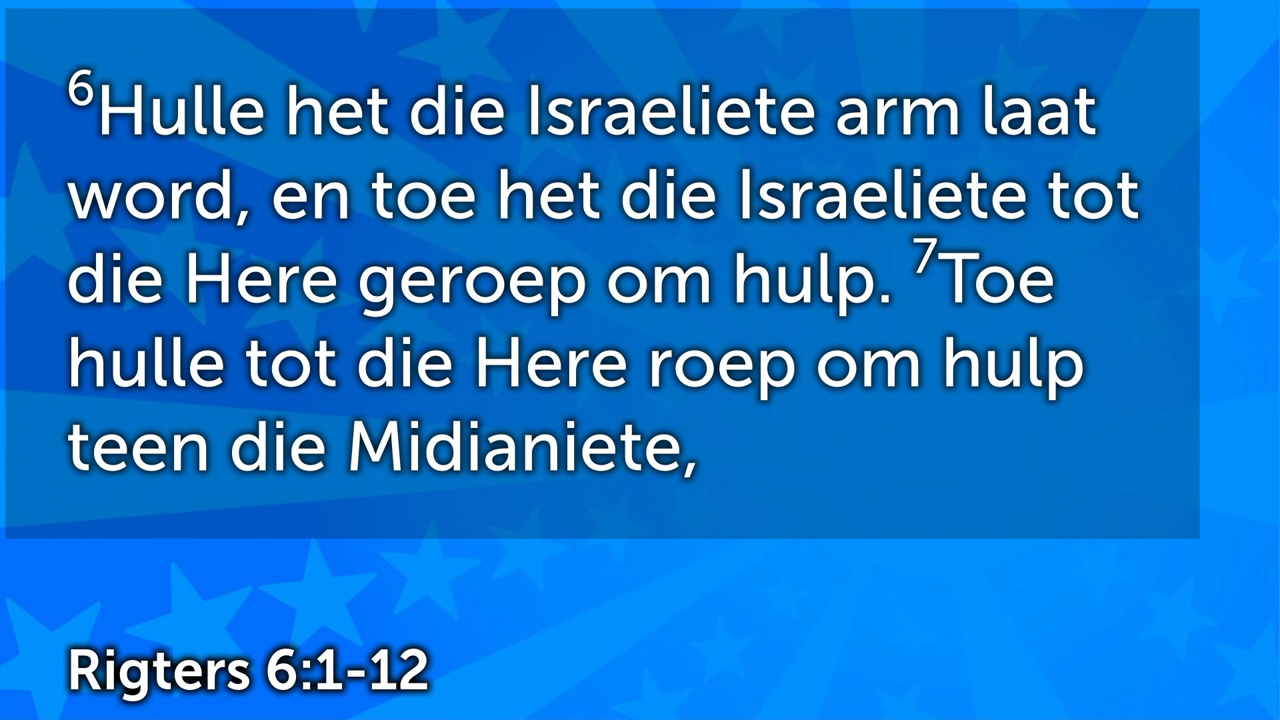 ⁶Hulle het die Israeliete arm laat
word, en toe het die Israeliete tot
die Here geroep om hulp. ⁷Toe
hulle tot die Here roep om hulp
teen die Midianiete,
Rigters 6:1-12